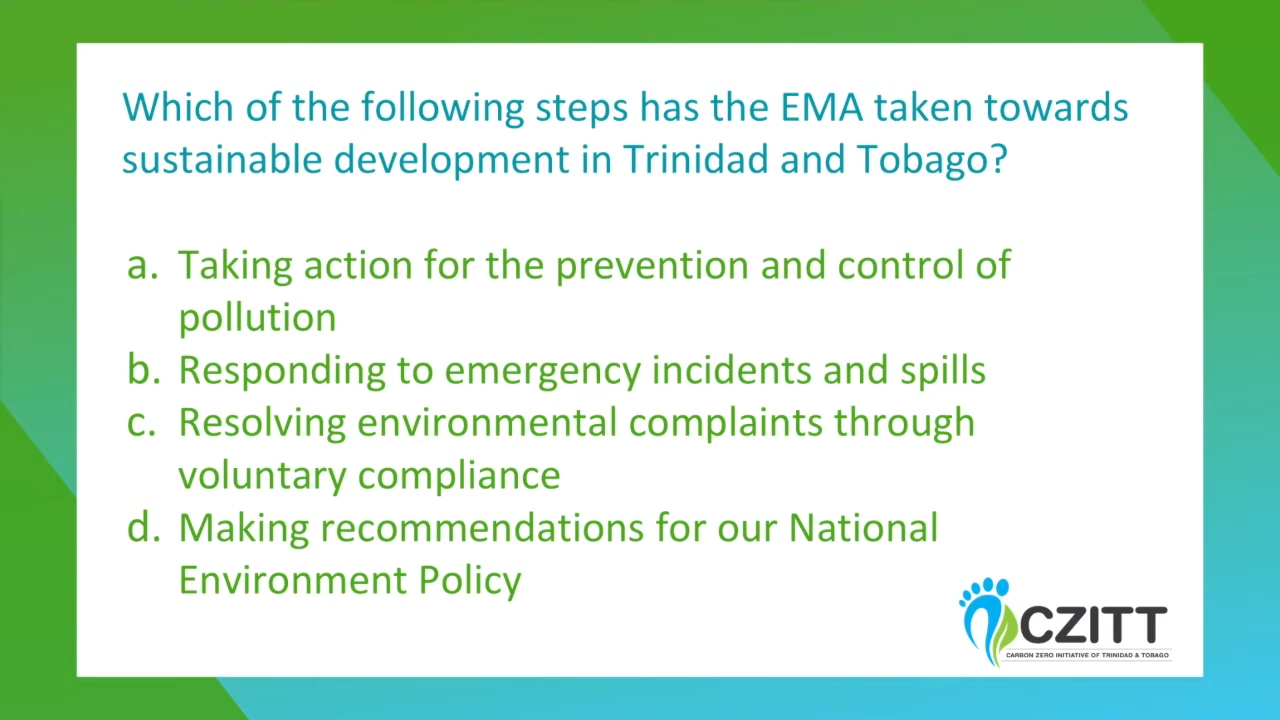 Which of the following steps has the EMA taken towards
sustainable development in Trinidad and Tobago?
a. Taking action for the prevention and control of
pollution
b. Responding to emergency incidents and spills
c. Resolving environmental complaints through
voluntary compliance
d. Making recommendations for our National
Environment Policy
CZITT
CARBON ZERO INITIATIVE OF TRINIDAD & TOBAGO